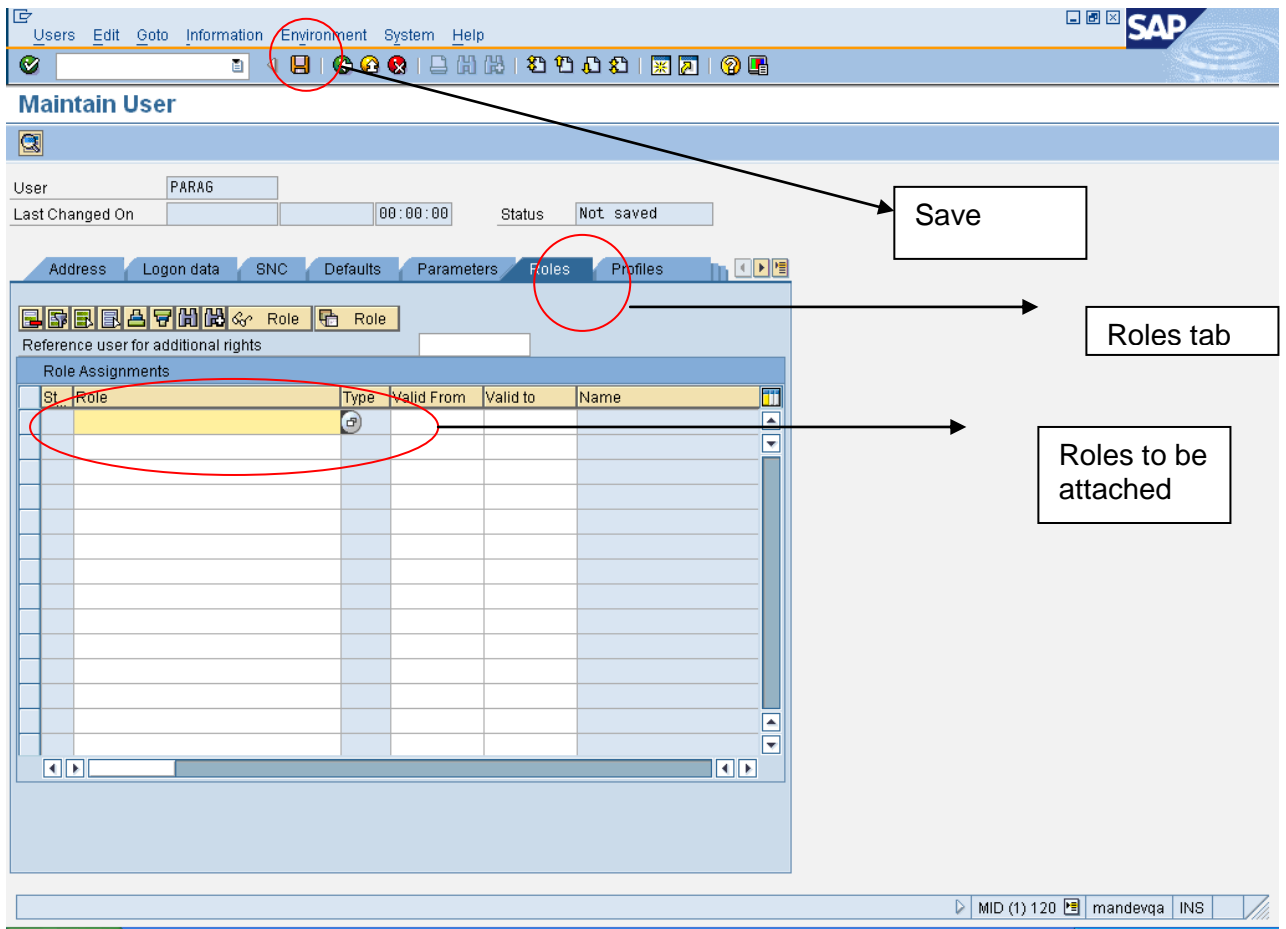 Users Edit Goto Information Environment System Help
SAP
Maintain User
User PARAG
Last Changed On 00:00:00 Status Not saved
Save
Address Logon data SNC Defaults Parameters Roles Profiles
Role Role
Roles tab
Reference user for additional rights
Role Assignments
St... Role Type Valid From Valid to Name
Roles to be
attached
MID (1) 120 mandevqa INS